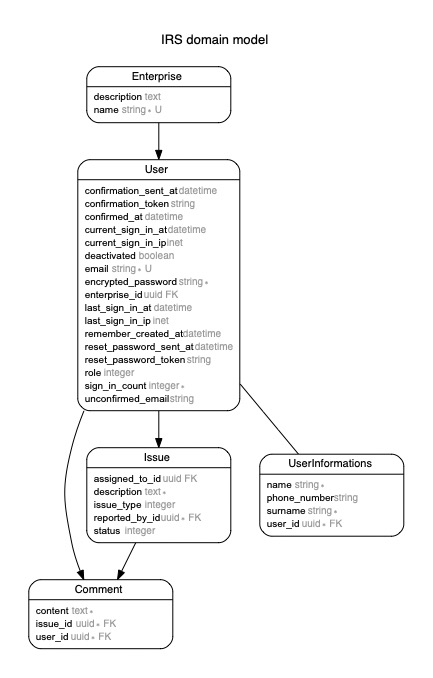 IRS domain model
Enterprise
description text
name string∗ U
User
confirmation_sent_at datetime
confirmation_token string
confirmed_at datetime
current_sign_in_at datetime
current_sign_in_ip inet
deactivated boolean
email string∗ U
encrypted_password string∗
enterprise_id uuid FK
last_sign_in_at datetime
last_sign_in_ip inet
remember_created_at datetime
reset_password_sent_at datetime
reset_password_token string
role integer
sign_in_count integer∗
unconfirmed_email string
Issue
assigned_to_id uuid FK
description text∗
issue_type integer
reported_by_id uuid∗ FK
status integer
UserInformations
name string∗
phone_number string
surname string∗
user_id uuid∗ FK
Comment
content text∗
issue_id uuid∗ FK
user_id uuid∗ FK